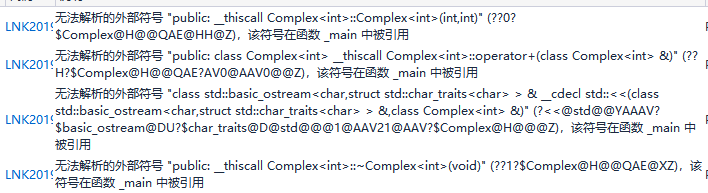 LNK2019 无法解析的外部符号 "public: __thiscall Complex<int>::Complex<int>(int,int)" (??0?
$Complex@H@@QAE@HH@Z)，该符号在函数 _main 中被引用
LNK2019 无法解析的外部符号 "public: class Complex<int> __thiscall Complex<int>::operator+(class Complex<int> &)" (??
H?$Complex@H@@QAE?AV0@AAV0@@Z)，该符号在函数 _main 中被引用
无法解析的外部符号 "class std::basic_ostream<char,struct std::char_traits<char> > & __cdecl std::<<(class
LNK2019 std::basic_ostream<char,struct std::char_traits<char> > &,class Complex<int> &)" (?<<@std@@YAAAV?
$basic_ostream@DU?$char_traits@D@std@@@1@AAV21@AAV?$Complex@H@@@Z)，该符号在函数 _main 中
被引用
LNK2019 无法解析的外部符号 "public: __thiscall Complex<int>::~Complex<int>(void)" (??1?$Complex@H@@QAE@XZ)，该
符号在函数 _main 中被引用